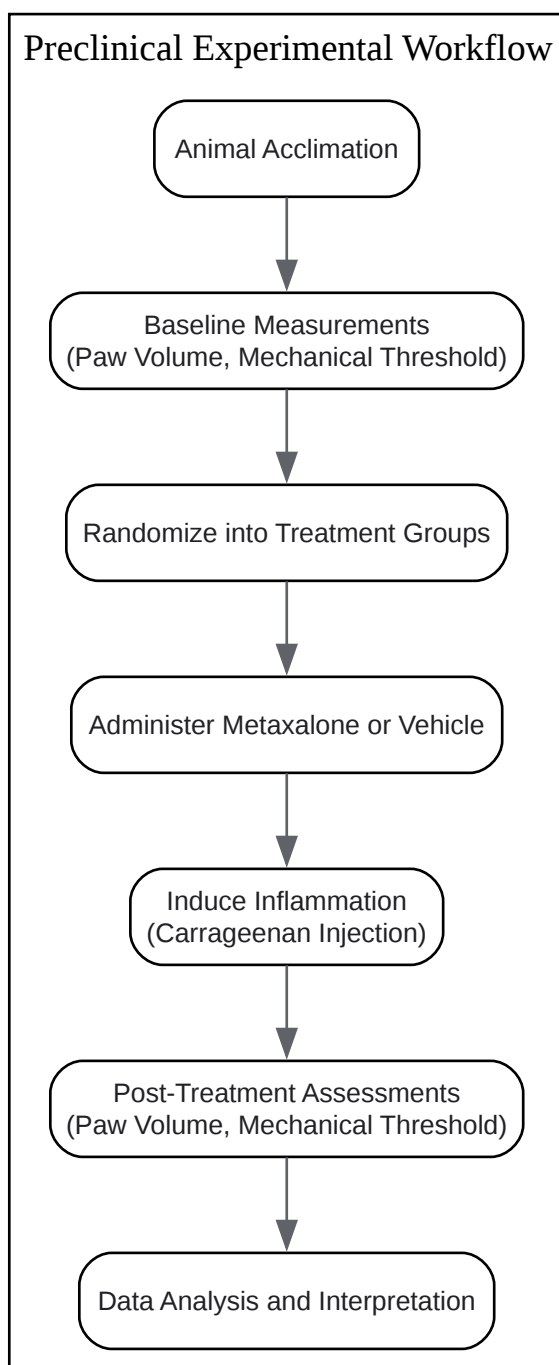 Preclinical Experimental Workflow
Animal Acclimation
Baseline Measurements
(Paw Volume, Mechanical Threshold)
Randomize into Treatment Groups
Administer Metaxalone or Vehicle
Induce Inflammation
(Carrageenan Injection)
Post-Treatment Assessments
(Paw Volume, Mechanical Threshold)
Data Analysis and Interpretation